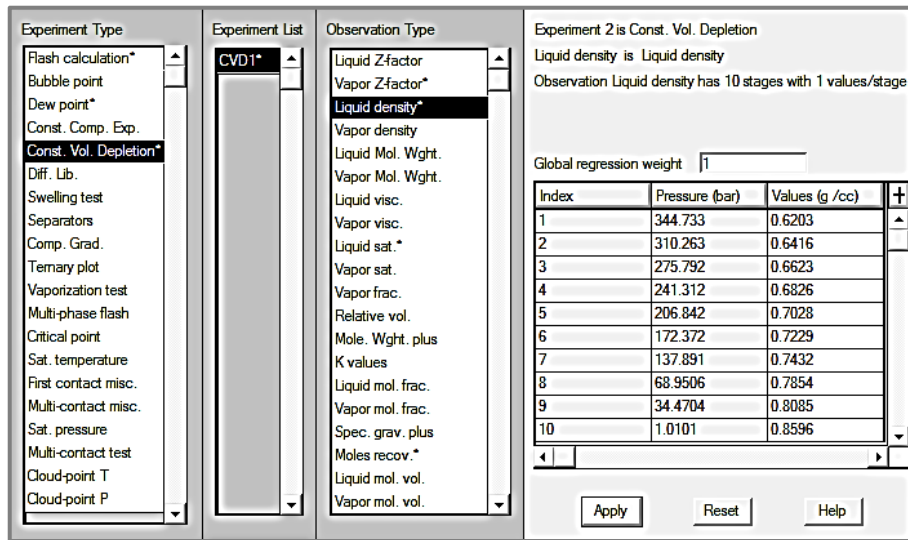 Experiment Type
Flash calculation*
Bubble point
Dew point*
Const. Comp. Exp.
Const. Vol. Depletion*
Diff. Lib.
Swelling test
Separators
Comp. Grad.
Ternary plot
Vaporization test
Multi-phase flash
Critical point
Sat. temperature
First contact misc.
Multi-contact misc.
Sat. pressure
Multi-contact test
Cloud-point T
Cloud-point P
Experiment List
CVD1*
Observation Type
Liquid Z-factor
Vapor Z-factor*
Liquid density*
Vapor density
Liquid Mol. Wght.
Vapor Mol. Wght.
Liquid visc.
Vapor visc.
Liquid sat.*
Vapor sat.
Vapor frac.
Relative vol.
Mole. Wght. plus
K values
Liquid mol. frac.
Vapor mol. frac.
Spec. grav. plus
Moles recov.*
Liquid mol. vol.
Vapor mol. vol.
Experiment 2 is Const. Vol. Depletion
Liquid density is Liquid density
Observation Liquid density has 10 stages with 1 values/stage
Global regression weight 1
Index Pressure (bar) Values (g /cc) +
1 344.733 0.6203
2 310.263 0.6416
3 275.792 0.6623
4 241.312 0.6826
5 206.842 0.7028
6 172.372 0.7229
7 137.891 0.7432
8 68.9506 0.7854
9 34.4704 0.8085
10 1.0101 0.8596
Apply Reset Help